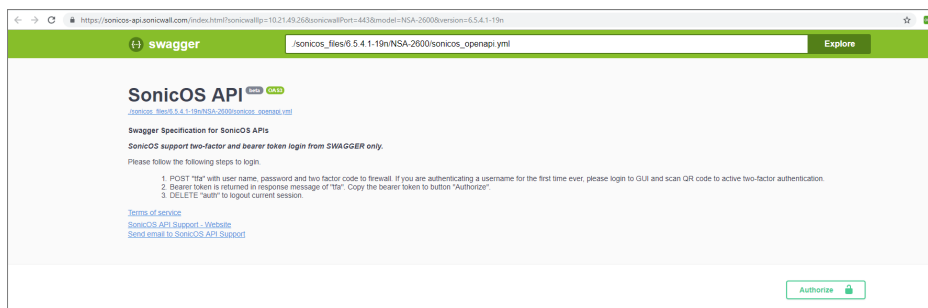 https://sonicos-api.sonicwall.com/index.html?sonicwallIp=10.21.49.26&sonicwallPort=443&model=NSA-2600&version=6.5.4.1-19n
swagger
./sonicos_files/6.5.4.1-19n/NSA-2600/sonicos_openapi.yml
Explore
SonicOS API beta OAS3
./sonicos_files/6.5.4.1-19n/NSA-2600/sonicos_openapi.yml
Swagger Specification for SonicOS APIs
SonicOS support two-factor and bearer token login from SWAGGER only.
Please follow the following steps to login.
1. POST "tfa" with user name, password and two factor code to firewall. If you are authenticating a username for the first time ever, please login to GUI and scan QR code to active two-factor authentication.
2. Bearer token is returned in response message of "tfa". Copy the bearer token to button "Authorize".
3. DELETE "auth" to logout current session.
Terms of service
SonicOS API Support - Website
Send email to SonicOS API Support
Authorize